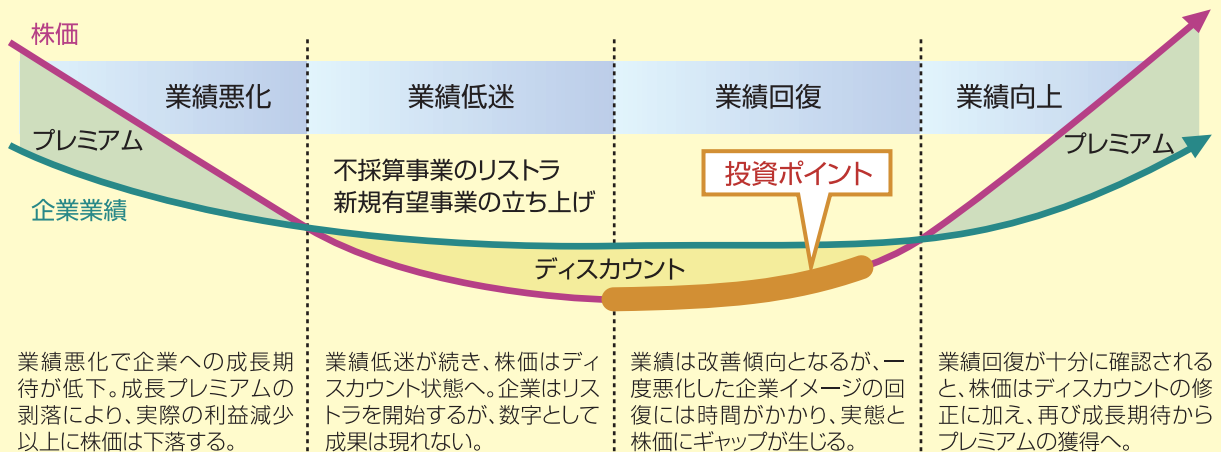 株価
業績悪化
業績低迷
業績回復
業績向上
プレミアム
プレミアム
企業業績
不採算事業のリストラ
新規有望事業の立ち上げ
投資ポイント
ディスカウント
業績悪化で企業への成長期
待が低下。成長プレミアムの
剥落により、実際の利益減少
以上に株価は下落する。
業績低迷が続き、株価はディ
スカウント状態へ。企業はリス
トラを開始するが、数字として
成果は現れない。
業績は改善傾向となるが、一
度悪化した企業イメージの回
復には時間がかかり、実態と
株価にギャップが生じる。
業績回復が十分に確認される
と、株価はディスカウントの修
正に加え、再び成長期待から
プレミアムの獲得へ。